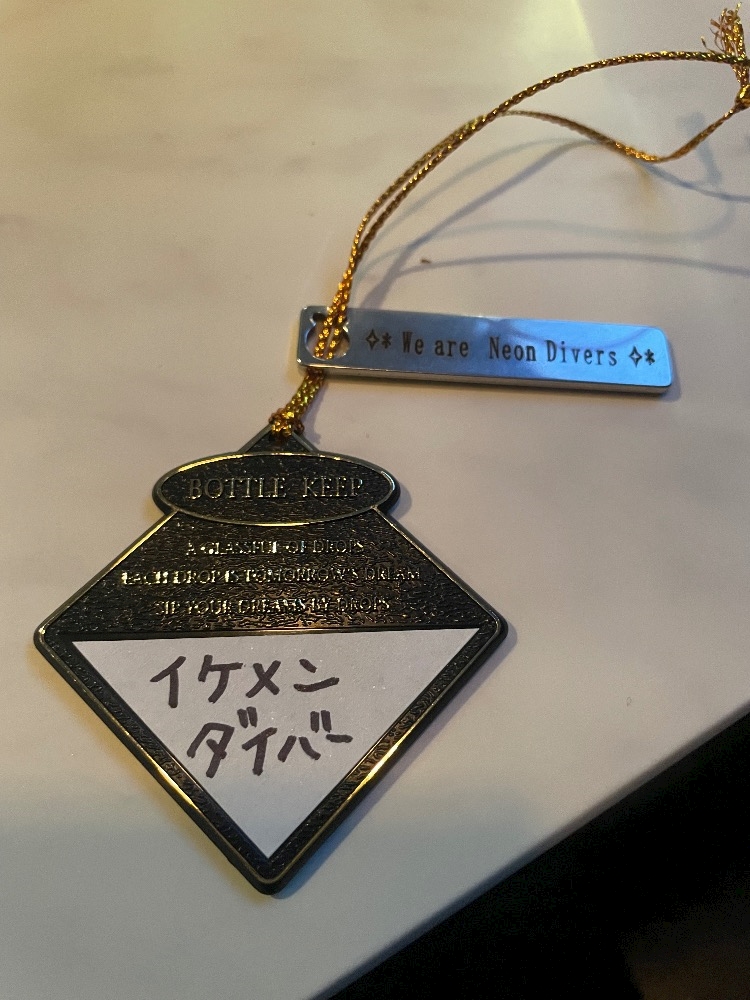 ✧* We are Neon Divers ✧*
BOTTLE KEEP
A GLASSFUL OF DROPS
EACH DROP IS TOMORROW'S DREAM
SIP YOUR DREAMS BY DROPS
イケメン
ダイバー